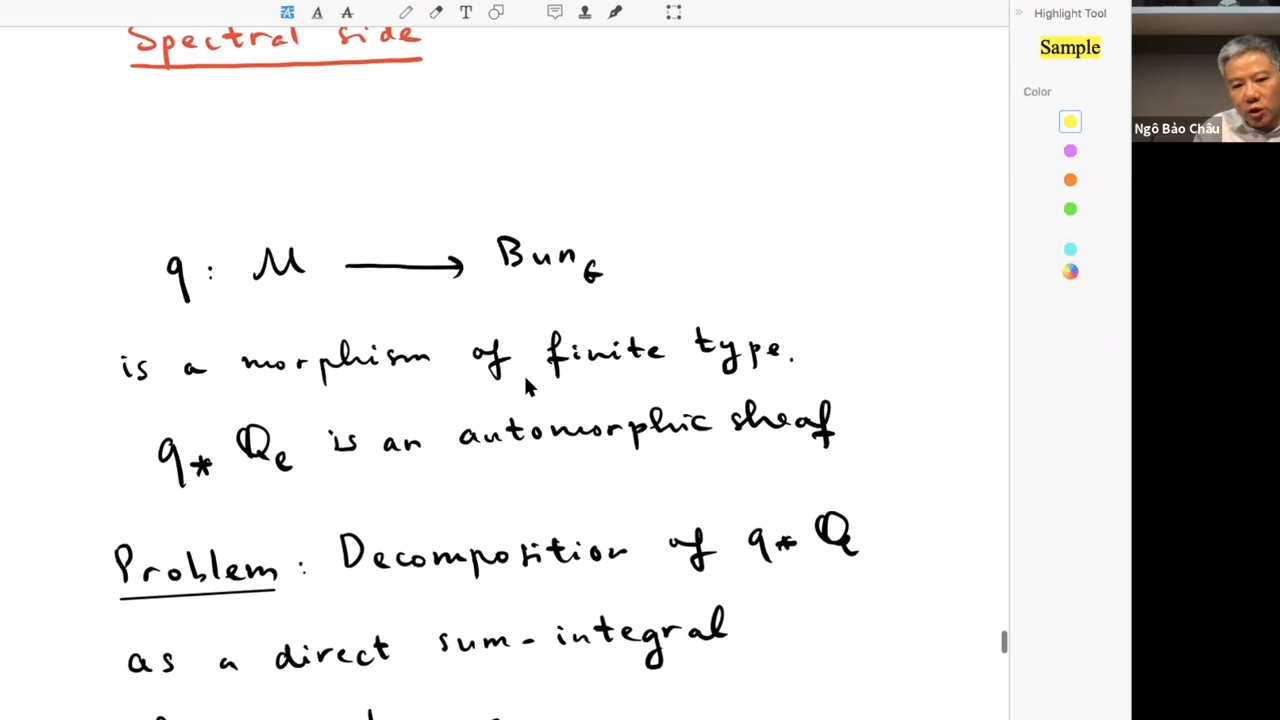 Highlight Tool
Sample
Color
Ngô Bảo Châu
Spectral side
q : M ⟶ Bun_G
is a morphism of finite type.
q_* Q_ℓ is an automorphic sheaf
Problem : Decomposition of q_* Q
as a direct sum-integral